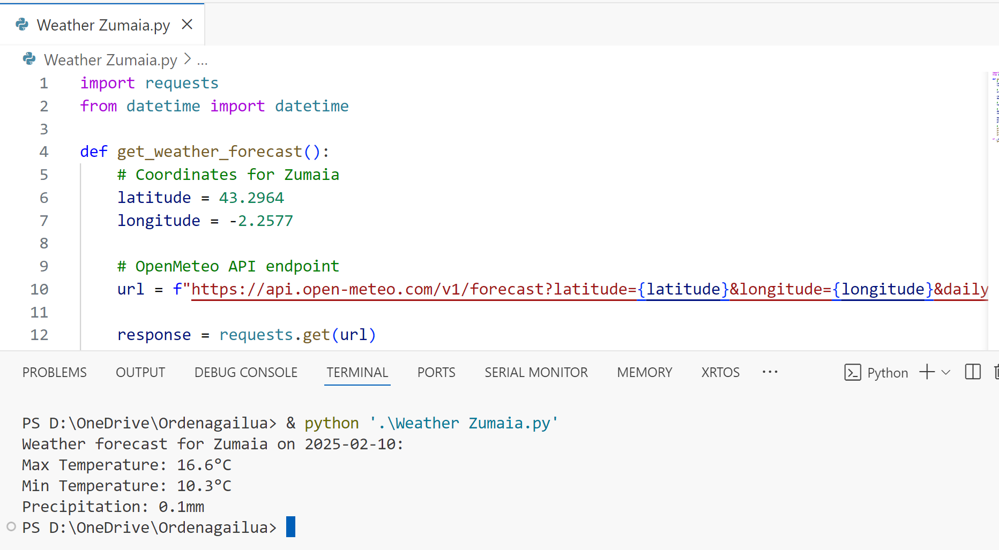 Weather Zumaia.py
Weather Zumaia.py > ...
1 import requests
2 from datetime import datetime
3
4 def get_weather_forecast():
5 # Coordinates for Zumaia
6 latitude = 43.2964
7 longitude = -2.2577
8
9 # OpenMeteo API endpoint
10 url = f"https://api.open-meteo.com/v1/forecast?latitude={latitude}&longitude={longitude}&daily
11
12 response = requests.get(url)
PROBLEMS OUTPUT DEBUG CONSOLE TERMINAL PORTS SERIAL MONITOR MEMORY XRTOS ... Python
PS D:\OneDrive\Ordenagailua> & python '.\Weather Zumaia.py'
Weather forecast for Zumaia on 2025-02-10:
Max Temperature: 16.6°C
Min Temperature: 10.3°C
Precipitation: 0.1mm
PS D:\OneDrive\Ordenagailua>